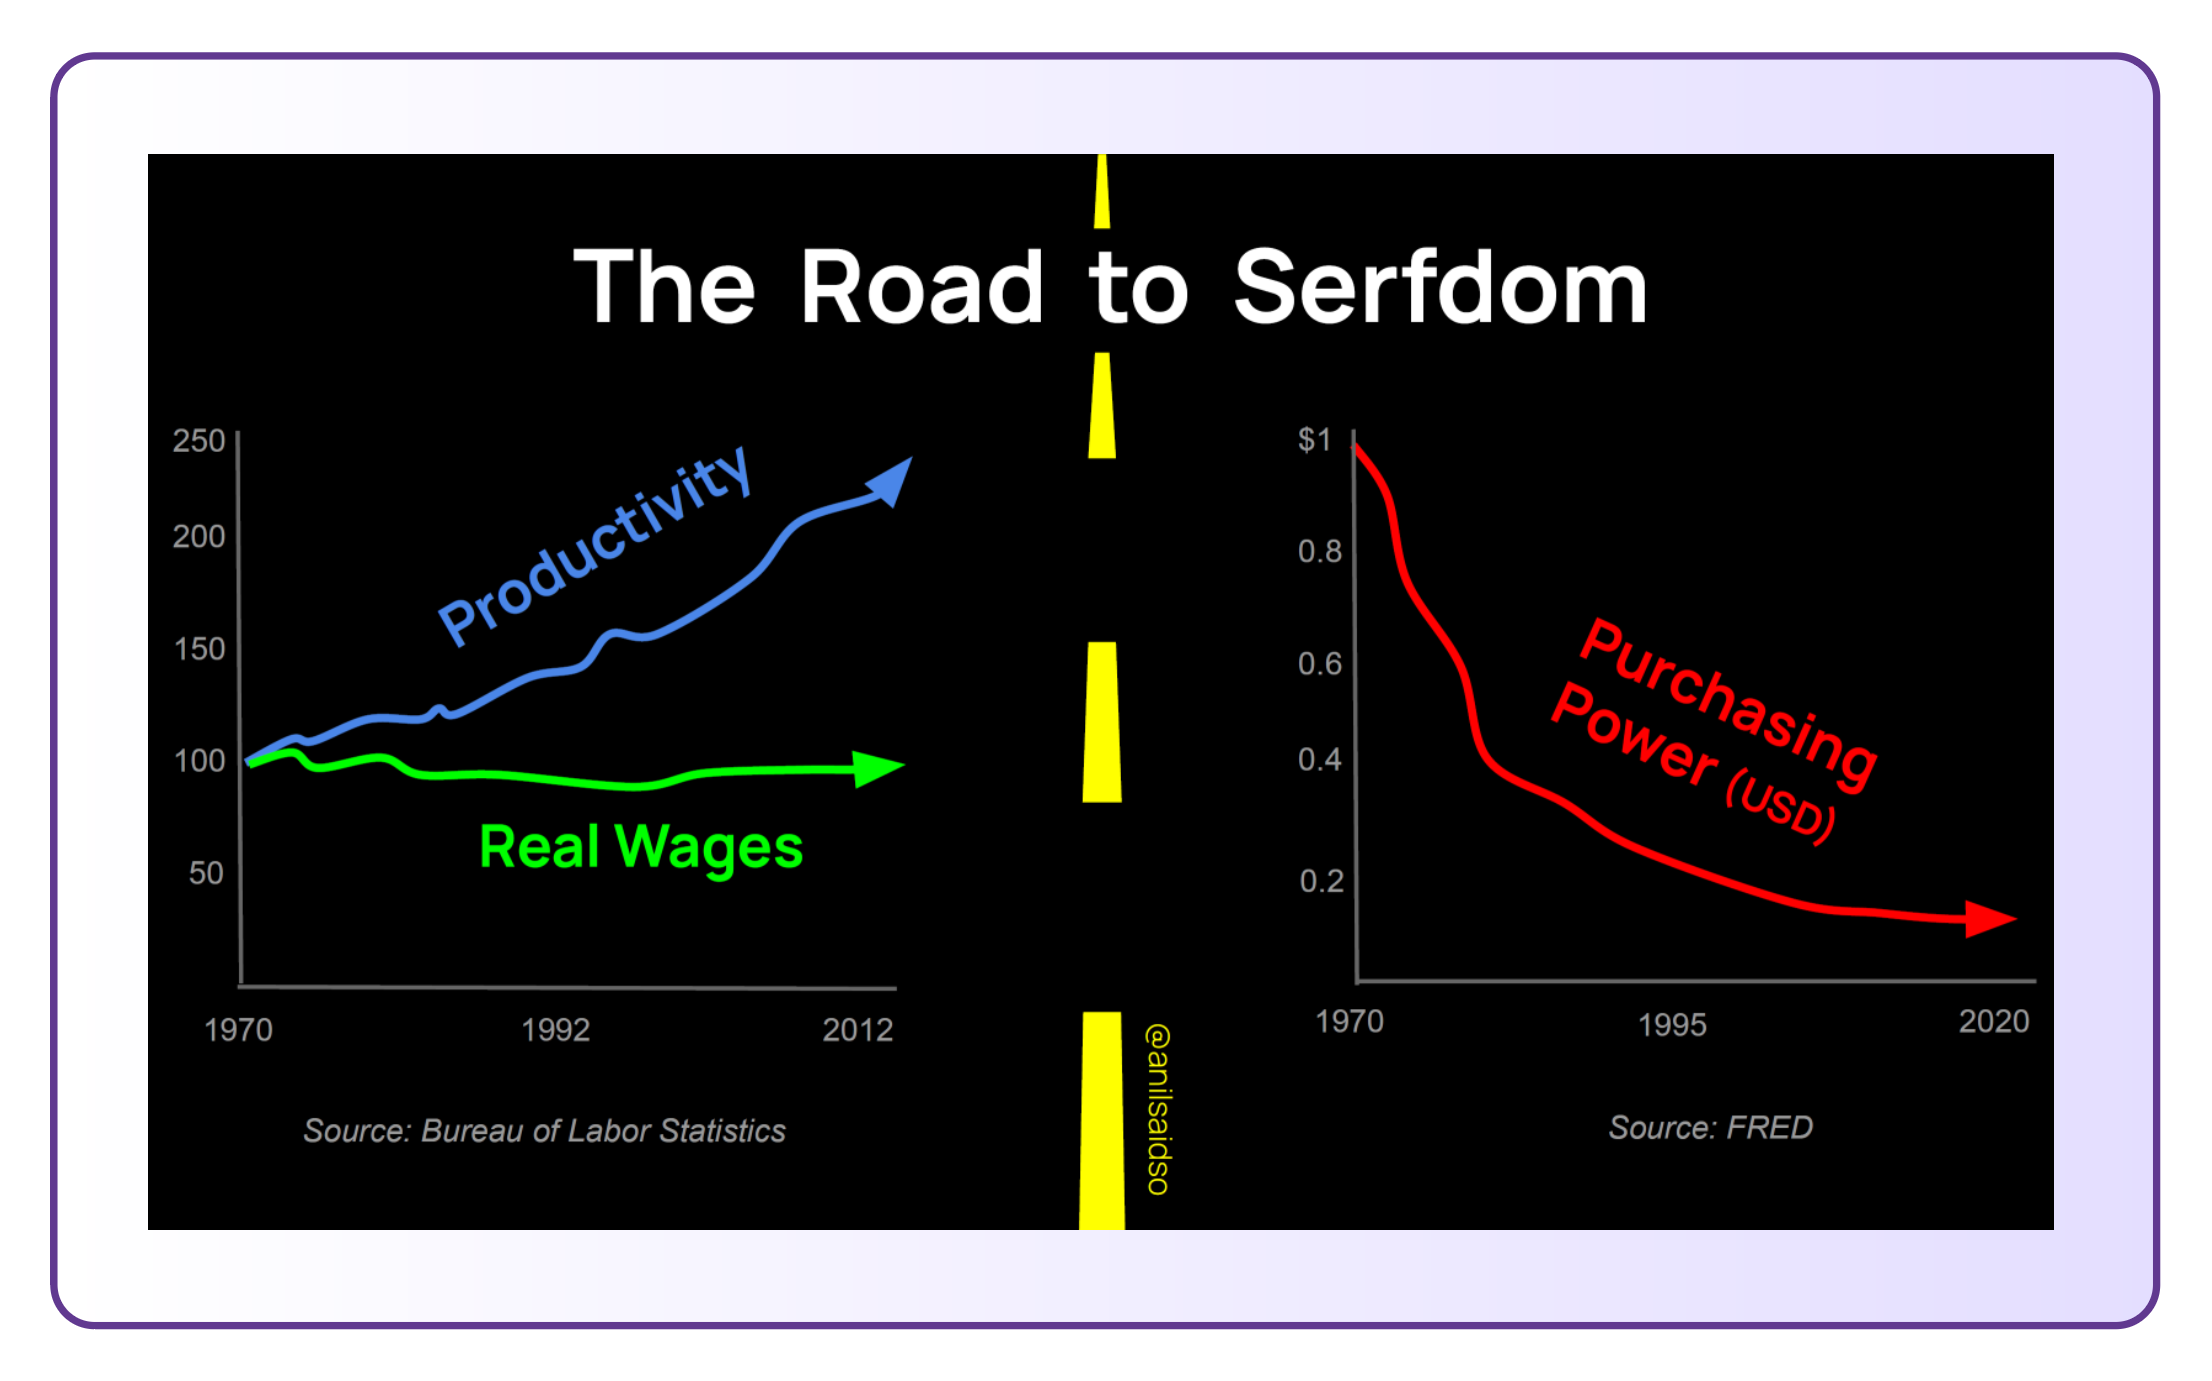 The Road to Serfdom
250
200
150
100
50
Productivity
Real Wages
1970
1992
2012
Source: Bureau of Labor Statistics
@anilsaidso
$1
0.8
0.6
0.4
0.2
Purchasing
Power (USD)
1970
1995
2020
Source: FRED